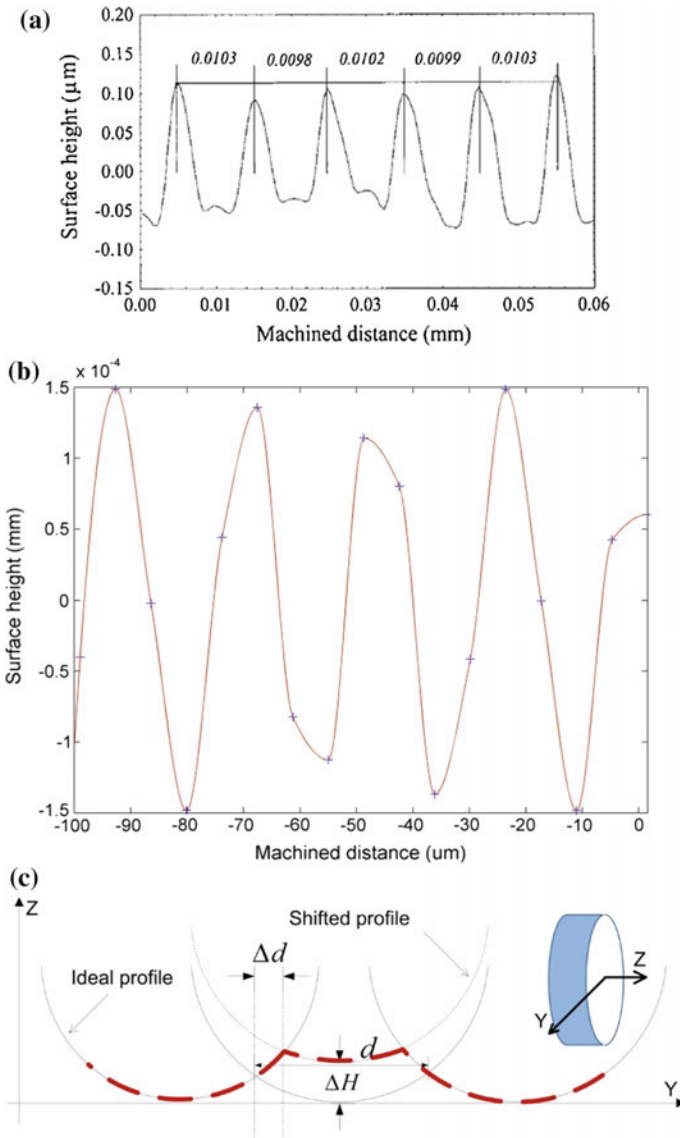 (a)
0.20
0.15
0.10
0.05
0.00
-0.05
-0.10
0.15
Surface height (μm)
0.0103 0.0098 0.0102 0.0099 0.0103
0.00 0.01 0.02 0.03 0.04 0.05 0.06
Machined distance (mm)
(b)
x 10⁻⁴
1.5
1
0.5
0
-0.5
-1
-1.5
Surface height (mm)
-100 -90 -80 -70 -60 -50 -40 -30 -20 -10 0
Machined distance (um)
(c)
Z
Shifted profile
Ideal profile
Δd
d
ΔH
Z
Y
Y